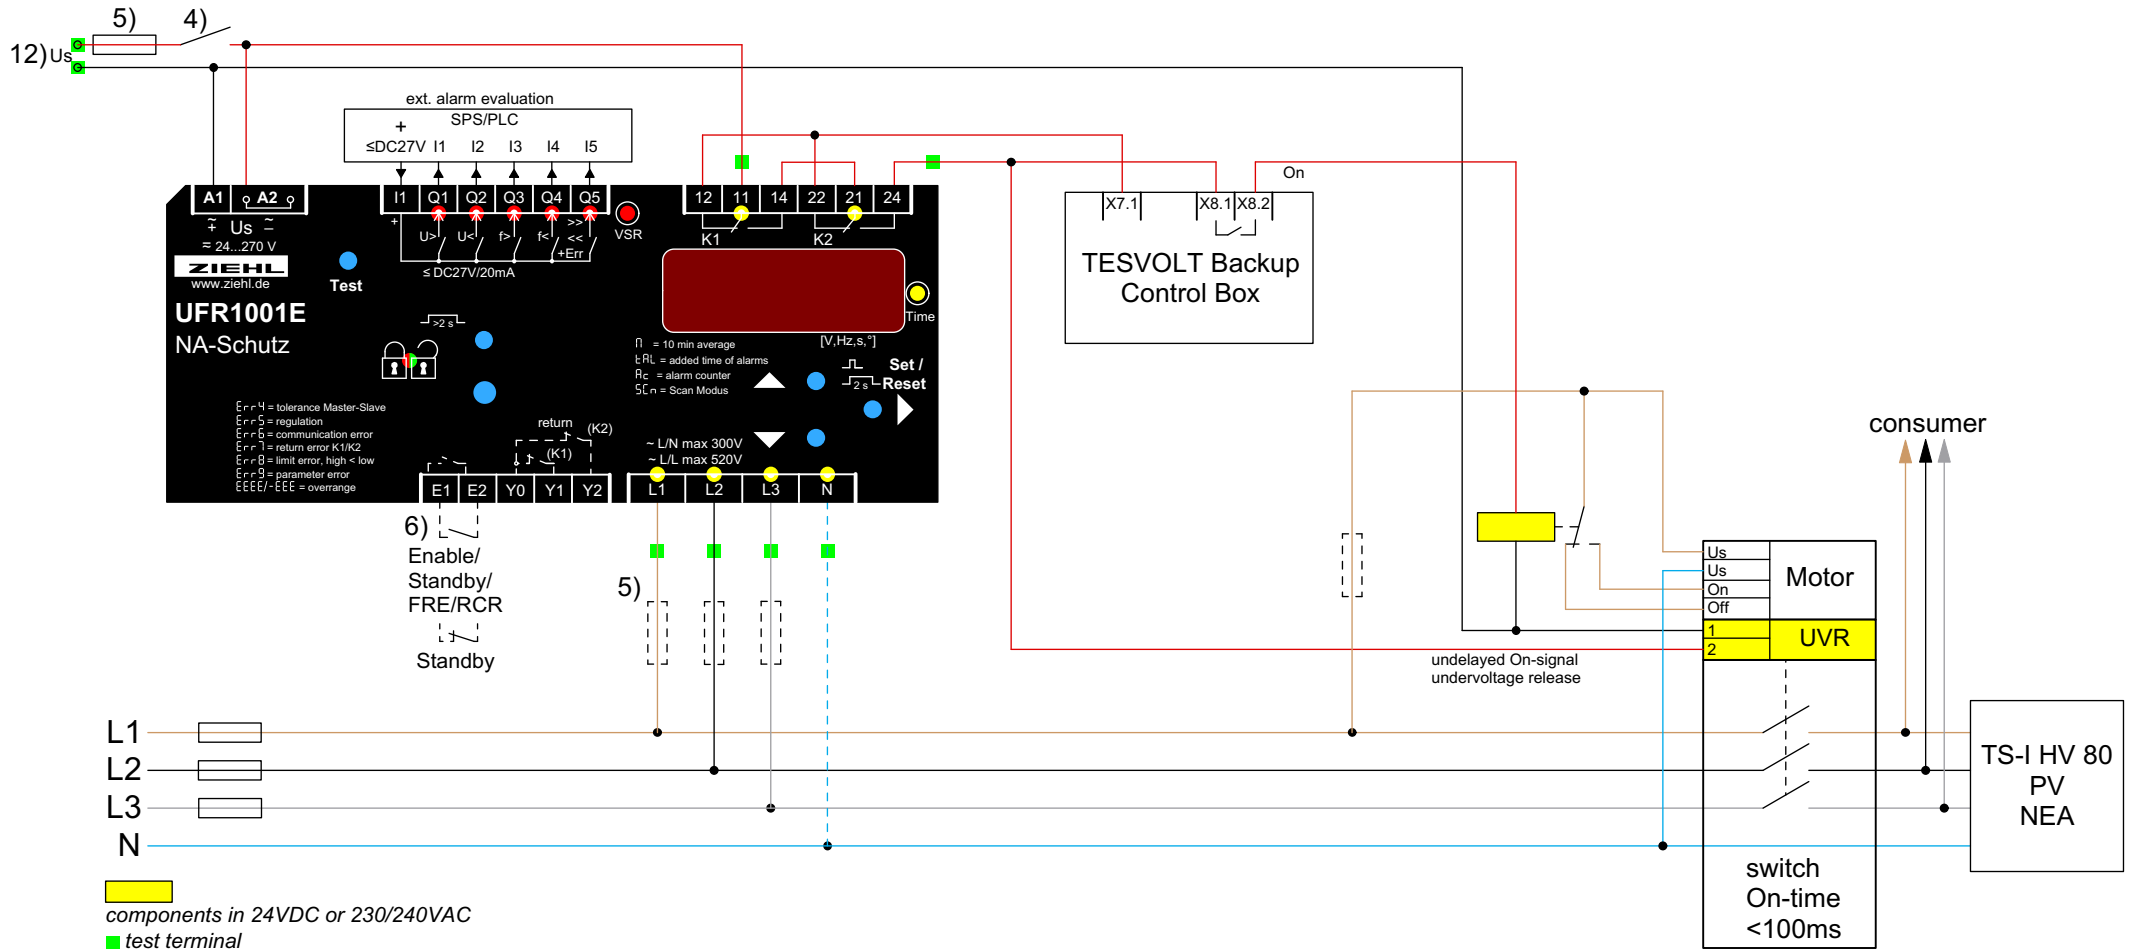 5) 4)
12) Us
ext. alarm evaluation
SPS/PLC
+
≤DC27V I1 I2 I3 I4 I5
A1 A2
I1 Q1 Q2 Q3 Q4 Q5
12 11 14 22 21 24
~ Us ~
+ −
≂ 24...270 V
+ U> U< f> f< >>
<<
+Err
≤ DC27V/20mA
VSR
K1 K2
ZIEHL
www.ziehl.de
UFR1001E
NA-Schutz
Test
>2 s
Time
[V,Hz,s,°]
n = 10 min average
tAL = added time of alarms
Ac = alarm counter
SCn = Scan Modus
Set /
2 s Reset
Err4 = tolerance Master-Slave
Err5 = regulation
Err6 = communication error
Err7 = return error K1/K2
Err8 = limit error, high < low
Err9 = parameter error
EEEE/-EEE = overrange
return (K2)
(K1)
~ L/N max 300V
~ L/L max 520V
E1 E2 Y0 Y1 Y2
L1 L2 L3 N
6)
Enable/
Standby/
FRE/RCR
Standby
5)
X7.1 X8.1 X8.2
On
TESVOLT Backup
Control Box
consumer
Us
Us
On
Off
Motor
1
2
UVR
undelayed On-signal
undervoltage release
L1
L2
L3
N
TS-I HV 80
PV
NEA
switch
On-time
<100ms
components in 24VDC or 230/240VAC
test terminal